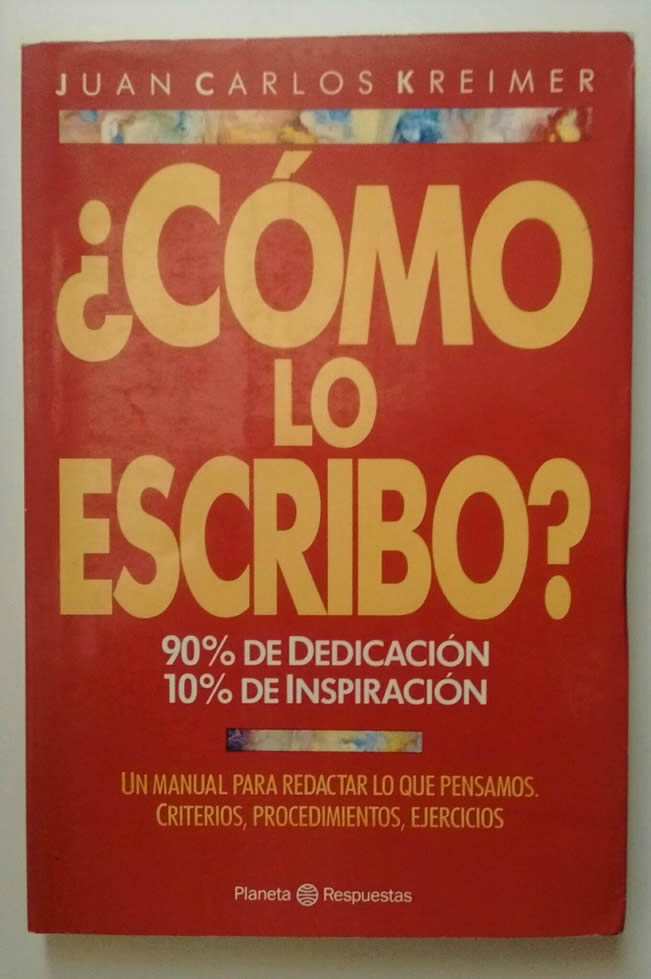 JUAN CARLOS KREIMER
¿CÓMO
LO
ESCRIBO?
90% DE DEDICACIÓN
10% DE INSPIRACIÓN
UN MANUAL PARA REDACTAR LO QUE PENSAMOS.
CRITERIOS, PROCEDIMIENTOS, EJERCICIOS
Planeta Respuestas